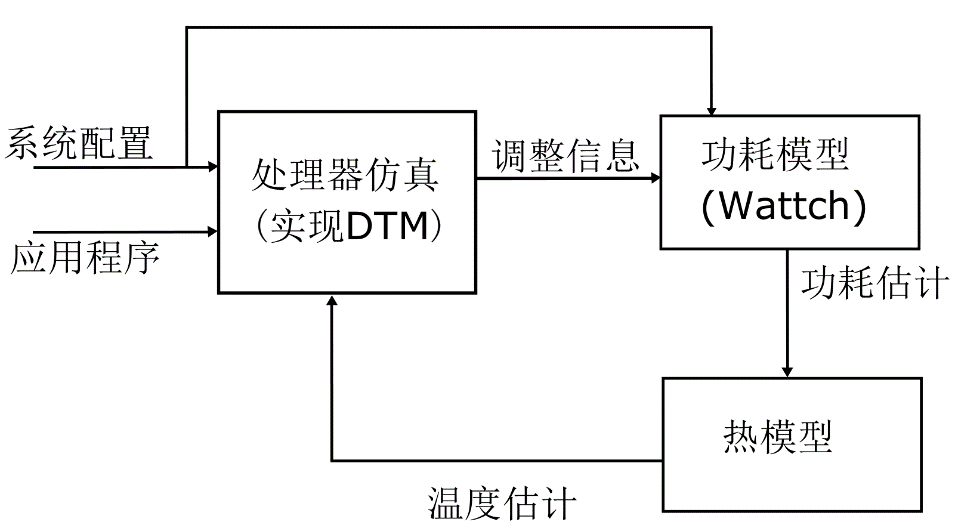 系统配置
应用程序
处理器仿真
（实现DTM）
调整信息
功耗模型
(Wattch)
功耗估计
热模型
温度估计